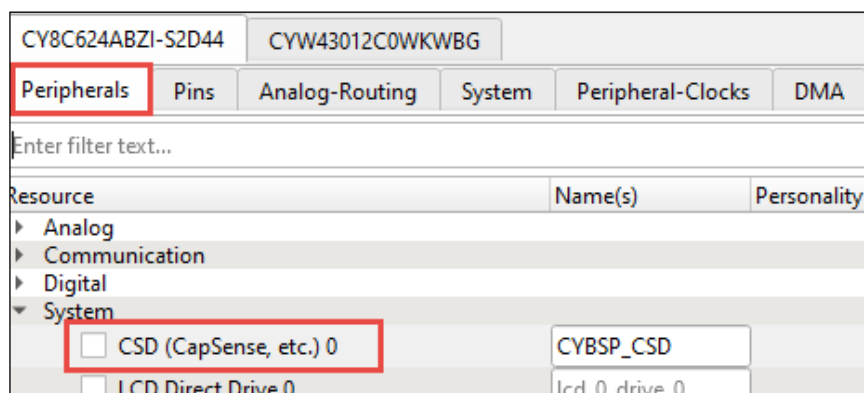 CY8C624ABZI-S2D44 CYW43012C0WKWBG
Peripherals Pins Analog-Routing System Peripheral-Clocks DMA
Enter filter text...
Resource Name(s) Personality
Analog
Communication
Digital
System
CSD (CapSense, etc.) 0 CYBSP_CSD
LCD Direct Drive 0 lcd_0_drive_0